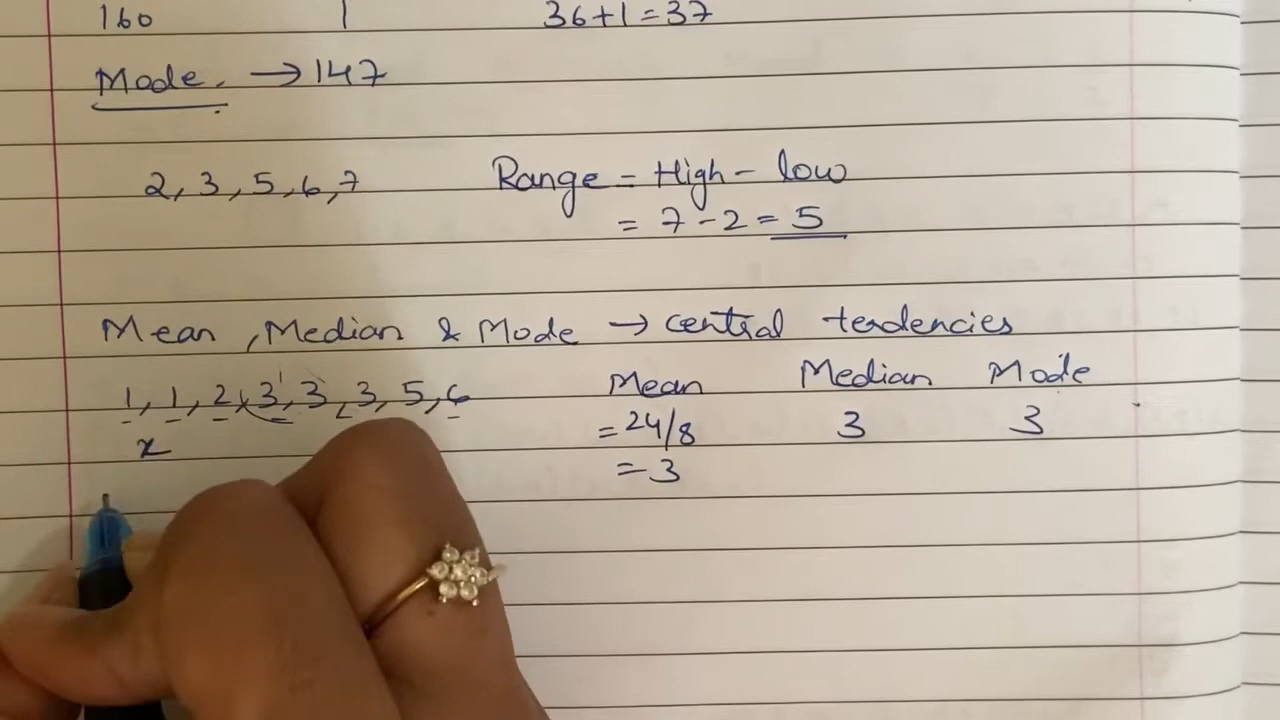 160 1 36+1=37
Mode. → 147
2, 3, 5, 6, 7 Range = High - low
= 7 - 2 = 5
Mean, Median & Mode → central tendencies
1, 1, 2, 3, 3, 3, 5, 6 Mean Median Mode
= 24/8 3 3
x
= 3